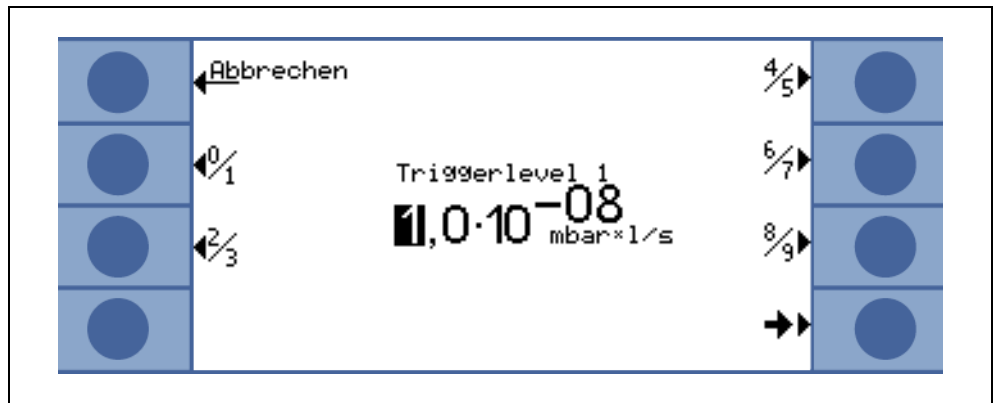 Abbrechen
4/5
0/1
6/7
Triggerlevel 1
1,0·10⁻⁰⁸ mbar*l/s
2/3
8/9